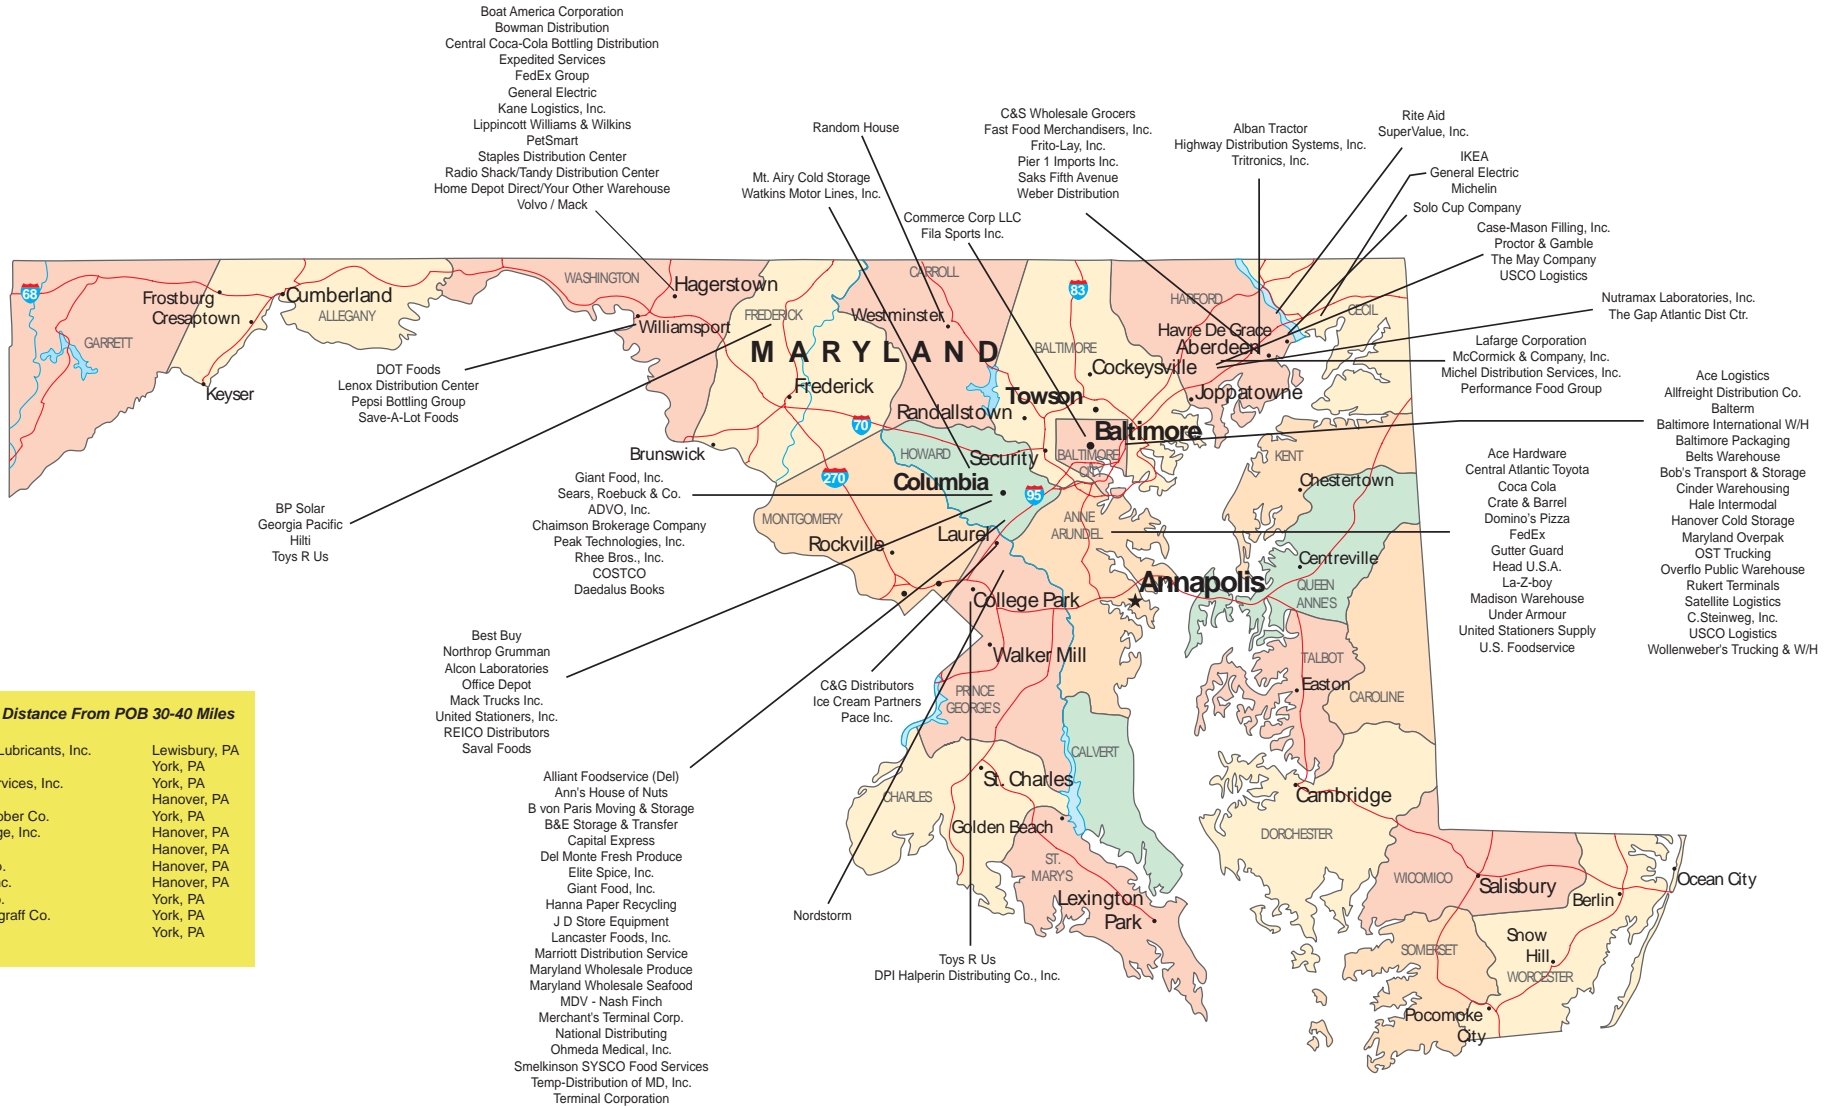 Boat America Corporation
Bowman Distribution
Central Coca-Cola Bottling Distribution
Expedited Services
FedEx Group
General Electric
Kane Logistics, Inc.
Lippincott Williams & Wilkins
PetSmart
Staples Distribution Center
Radio Shack/Tandy Distribution Center
Home Depot Direct/Your Other Warehouse
Volvo / Mack
Random House
Mt. Airy Cold Storage
Watkins Motor Lines, Inc.
Commerce Corp LLC
Fila Sports Inc.
C&S Wholesale Grocers
Fast Food Merchandisers, Inc.
Frito-Lay, Inc.
Pier 1 Imports Inc.
Saks Fifth Avenue
Weber Distribution
Alban Tractor
Highway Distribution Systems, Inc.
Tritronics, Inc.
Rite Aid
SuperValue, Inc.
IKEA
General Electric
Michelin
Solo Cup Company
Case-Mason Filling, Inc.
Proctor & Gamble
The May Company
USCO Logistics
Nutramax Laboratories, Inc.
The Gap Atlantic Dist Ctr.
Lafarge Corporation
McCormick & Company, Inc.
Michel Distribution Services, Inc.
Performance Food Group
Ace Logistics
Allfreight Distribution Co.
Balterm
Baltimore International W/H
Baltimore Packaging
Belts Warehouse
Bob's Transport & Storage
Cinder Warehousing
Hale Intermodal
Hanover Cold Storage
Maryland Overpak
OST Trucking
Overflo Public Warehouse
Rukert Terminals
Satellite Logistics
C.Steinweg, Inc.
USCO Logistics
Wollenweber's Trucking & W/H
Ace Hardware
Central Atlantic Toyota
Coca Cola
Crate & Barrel
Domino's Pizza
FedEx
Gutter Guard
Head U.S.A.
La-Z-boy
Madison Warehouse
Under Armour
United Stationers Supply
U.S. Foodservice
DOT Foods
Lenox Distribution Center
Pepsi Bottling Group
Save-A-Lot Foods
BP Solar
Georgia Pacific
Hilti
Toys R Us
Giant Food, Inc.
Sears, Roebuck & Co.
ADVO, Inc.
Chaimson Brokerage Company
Peak Technologies, Inc.
Rhee Bros., Inc.
COSTCO
Daedalus Books
Best Buy
Northrop Grumman
Alcon Laboratories
Office Depot
Mack Trucks Inc.
United Stationers, Inc.
REICO Distributors
Saval Foods
Alliant Foodservice (Del)
Ann's House of Nuts
B von Paris Moving & Storage
B&E Storage & Transfer
Capital Express
Del Monte Fresh Produce
Elite Spice, Inc.
Giant Food, Inc.
Hanna Paper Recycling
J D Store Equipment
Lancaster Foods, Inc.
Marriott Distribution Service
Maryland Wholesale Produce
Maryland Wholesale Seafood
MDV - Nash Finch
Merchant's Terminal Corp.
National Distributing
Ohmeda Medical, Inc.
Smelkinson SYSCO Food Services
Temp-Distribution of MD, Inc.
Terminal Corporation
C&G Distributors
Ice Cream Partners
Pace Inc.
Nordstorm
Toys R Us
DPI Halperin Distributing Co., Inc.
MARYLAND
68
83
70
270
95
GARRETT
ALLEGANY
WASHINGTON
FREDERICK
CARROLL
BALTIMORE
HARFORD
CECIL
HOWARD
BALTIMORE
CITY
MONTGOMERY
ANNE
ARUNDEL
KENT
QUEEN
ANNE'S
TALBOT
CAROLINE
PRINCE
GEORGE'S
CALVERT
CHARLES
ST.
MARY'S
DORCHESTER
WICOMICO
SOMERSET
WORCESTER
Frostburg
Cresaptown
Cumberland
Keyser
Hagerstown
Williamsport
Brunswick
Frederick
Westminster
Randallstown
Towson
Cockeysville
Havre De Grace
Aberdeen
Joppatowne
Baltimore
Security
Columbia
Laurel
Rockville
College Park
Annapolis
Chestertown
Centreville
Walker Mill
Easton
St. Charles
Golden Beach
Lexington
Park
Cambridge
Salisbury
Berlin
Ocean City
Snow
Hill
Pocomoke
City
Distance From POB 30-40 Miles
Lubricants, Inc. Lewisbury, PA
York, PA
rvices, Inc. York, PA
Hanover, PA
ober Co. York, PA
ge, Inc. Hanover, PA
Hanover, PA
o. Hanover, PA
nc. Hanover, PA
o. York, PA
graff Co. York, PA
York, PA